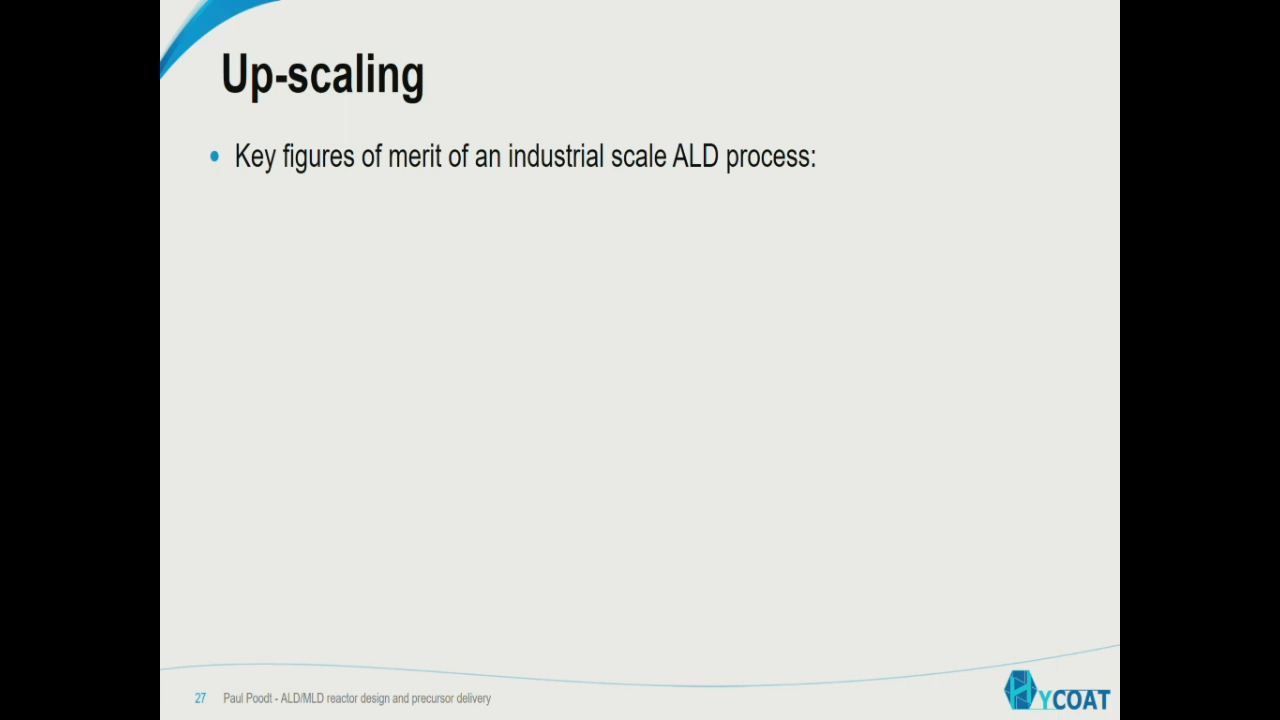 Up-scaling
• Key figures of merit of an industrial scale ALD process:
27 Paul Poodt - ALD/MLD reactor design and precursor delivery
HYCOAT